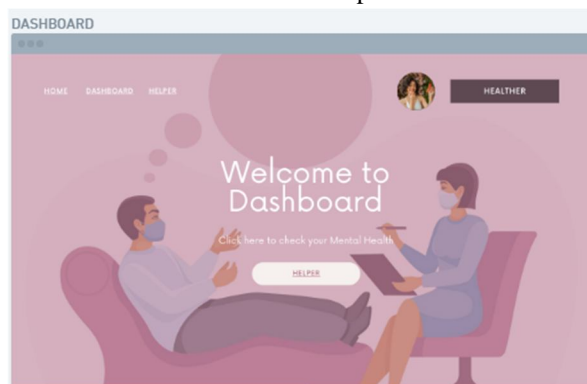 DASHBOARD
HOME DASHBOARD HELPER
HEALTHER
Welcome to
Dashboard
Click here to check your Mental Health
HELPER